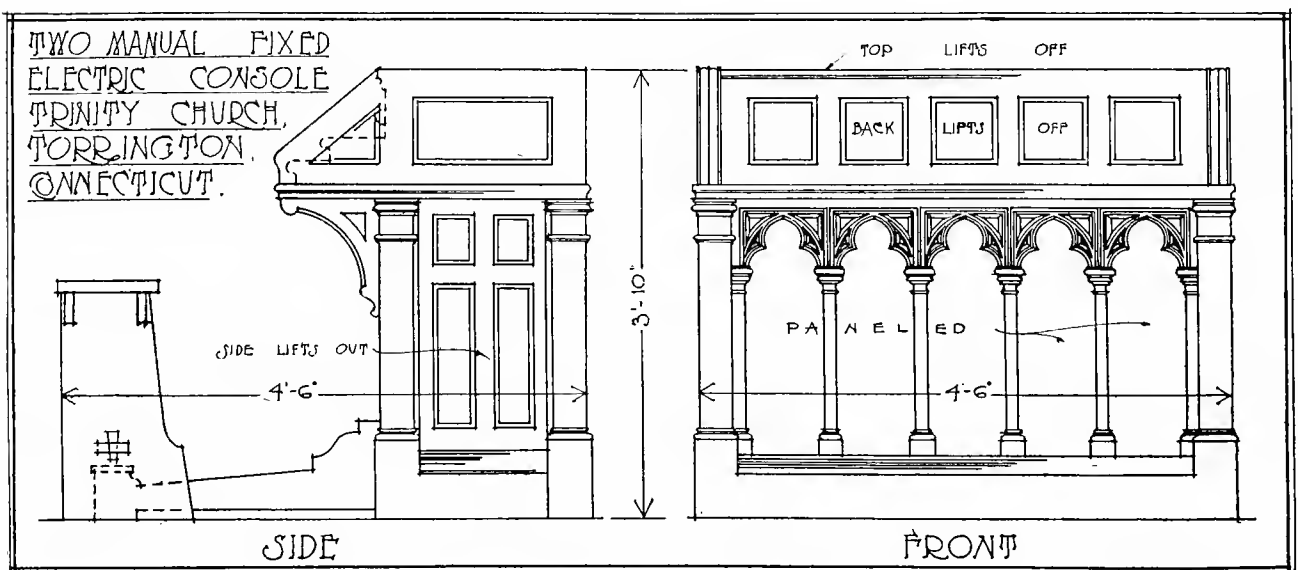 TWO MANUAL FIXED
ELECTRIC CONSOLE
TRINITY CHURCH,
TORRINGTON,
CONNECTICUT.
TOP LIFTS OFF
BACK LIFTS OFF
3'-10"
SIDE LIFTS OUT
4'-6"
PANELED
4'-6"
SIDE
FRONT